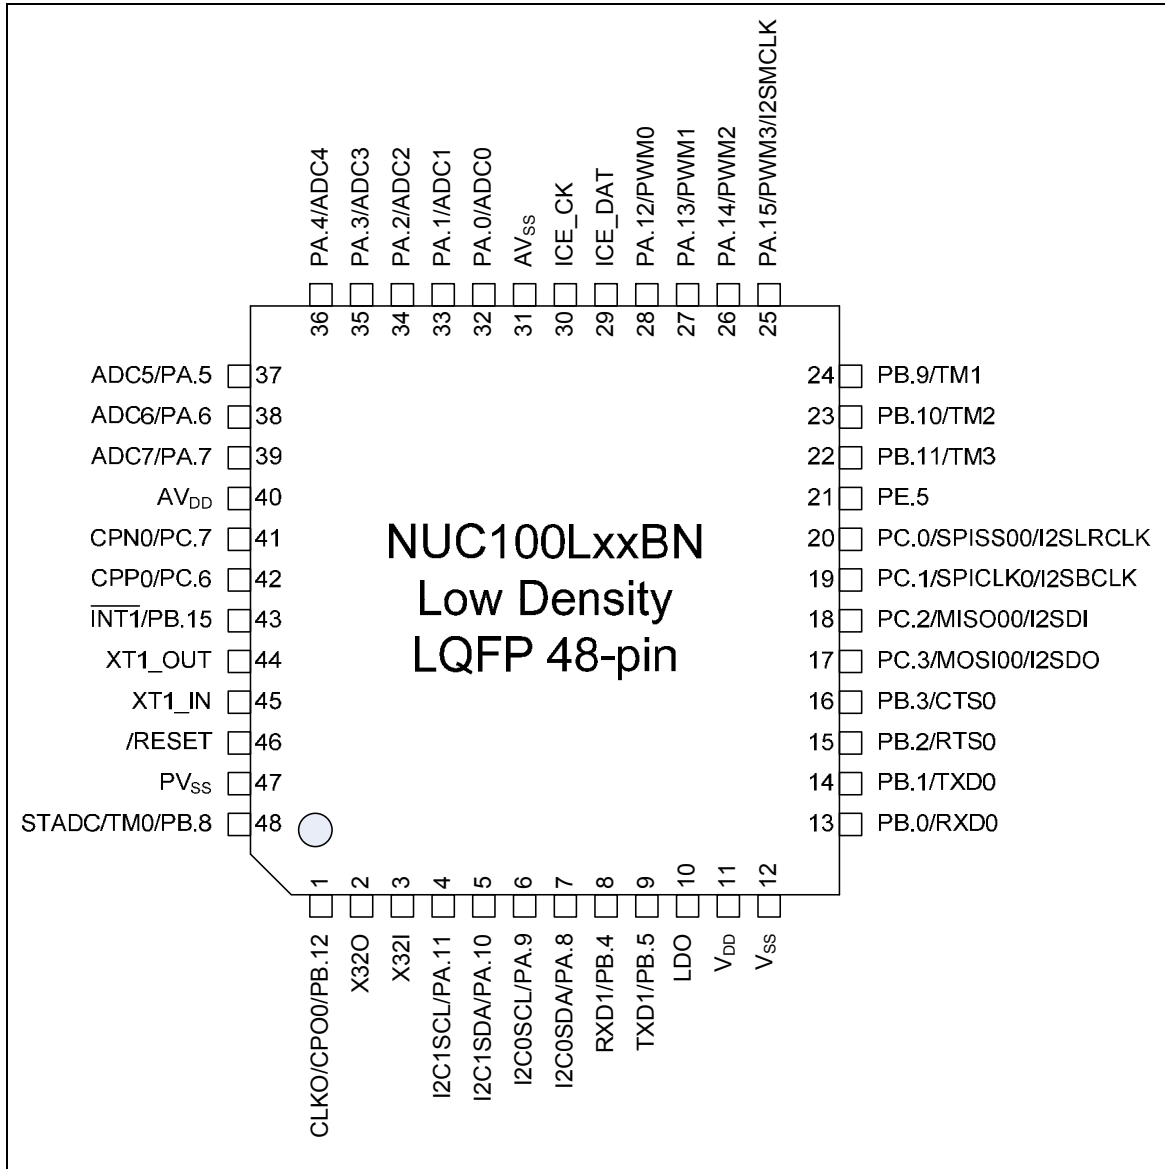 PA.4/ADC4
PA.3/ADC3
PA.2/ADC2
PA.1/ADC1
PA.0/ADC0
AVSS
ICE_CK
ICE_DAT
PA.12/PWM0
PA.13/PWM1
PA.14/PWM2
PA.15/PWM3/I2SMCLK
36
35
34
33
32
31
30
29
28
27
26
25
ADC5/PA.5 37
ADC6/PA.6 38
ADC7/PA.7 39
AVDD 40
CPN0/PC.7 41
CPP0/PC.6 42
INT1/PB.15 43
XT1_OUT 44
XT1_IN 45
/RESET 46
PVSS 47
STADC/TM0/PB.8 48
NUC100LxxBN
Low Density
LQFP 48-pin
24 PB.9/TM1
23 PB.10/TM2
22 PB.11/TM3
21 PE.5
20 PC.0/SPISS00/I2SLRCLK
19 PC.1/SPICLK0/I2SBCLK
18 PC.2/MISO00/I2SDI
17 PC.3/MOSI00/I2SDO
16 PB.3/CTS0
15 PB.2/RTS0
14 PB.1/TXD0
13 PB.0/RXD0
1
2
3
4
5
6
7
8
9
10
11
12
CLKO/CPO0/PB.12
X32O
X32I
I2C1SCL/PA.11
I2C1SDA/PA.10
I2C0SCL/PA.9
I2C0SDA/PA.8
RXD1/PB.4
TXD1/PB.5
LDO
VDD
VSS